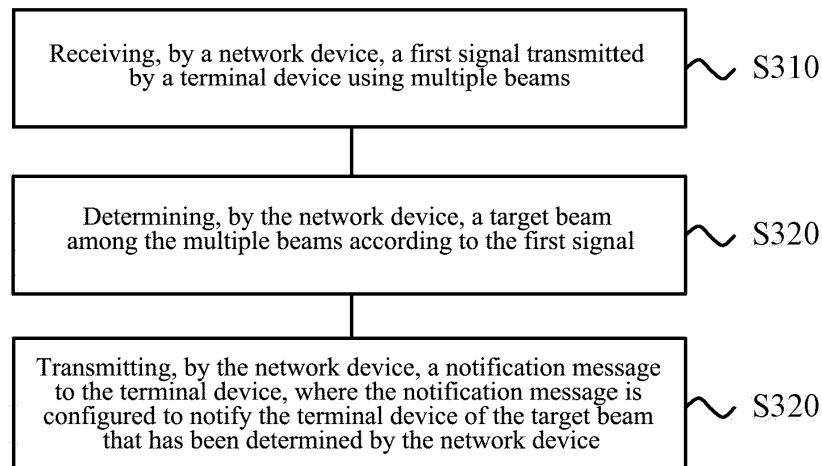 Receiving, by a network device, a first signal transmitted
by a terminal device using multiple beams
S310
Determining, by the network device, a target beam
among the multiple beams according to the first signal
S320
Transmitting, by the network device, a notification message
to the terminal device, where the notification message is
configured to notify the terminal device of the target beam
that has been determined by the network device
S320